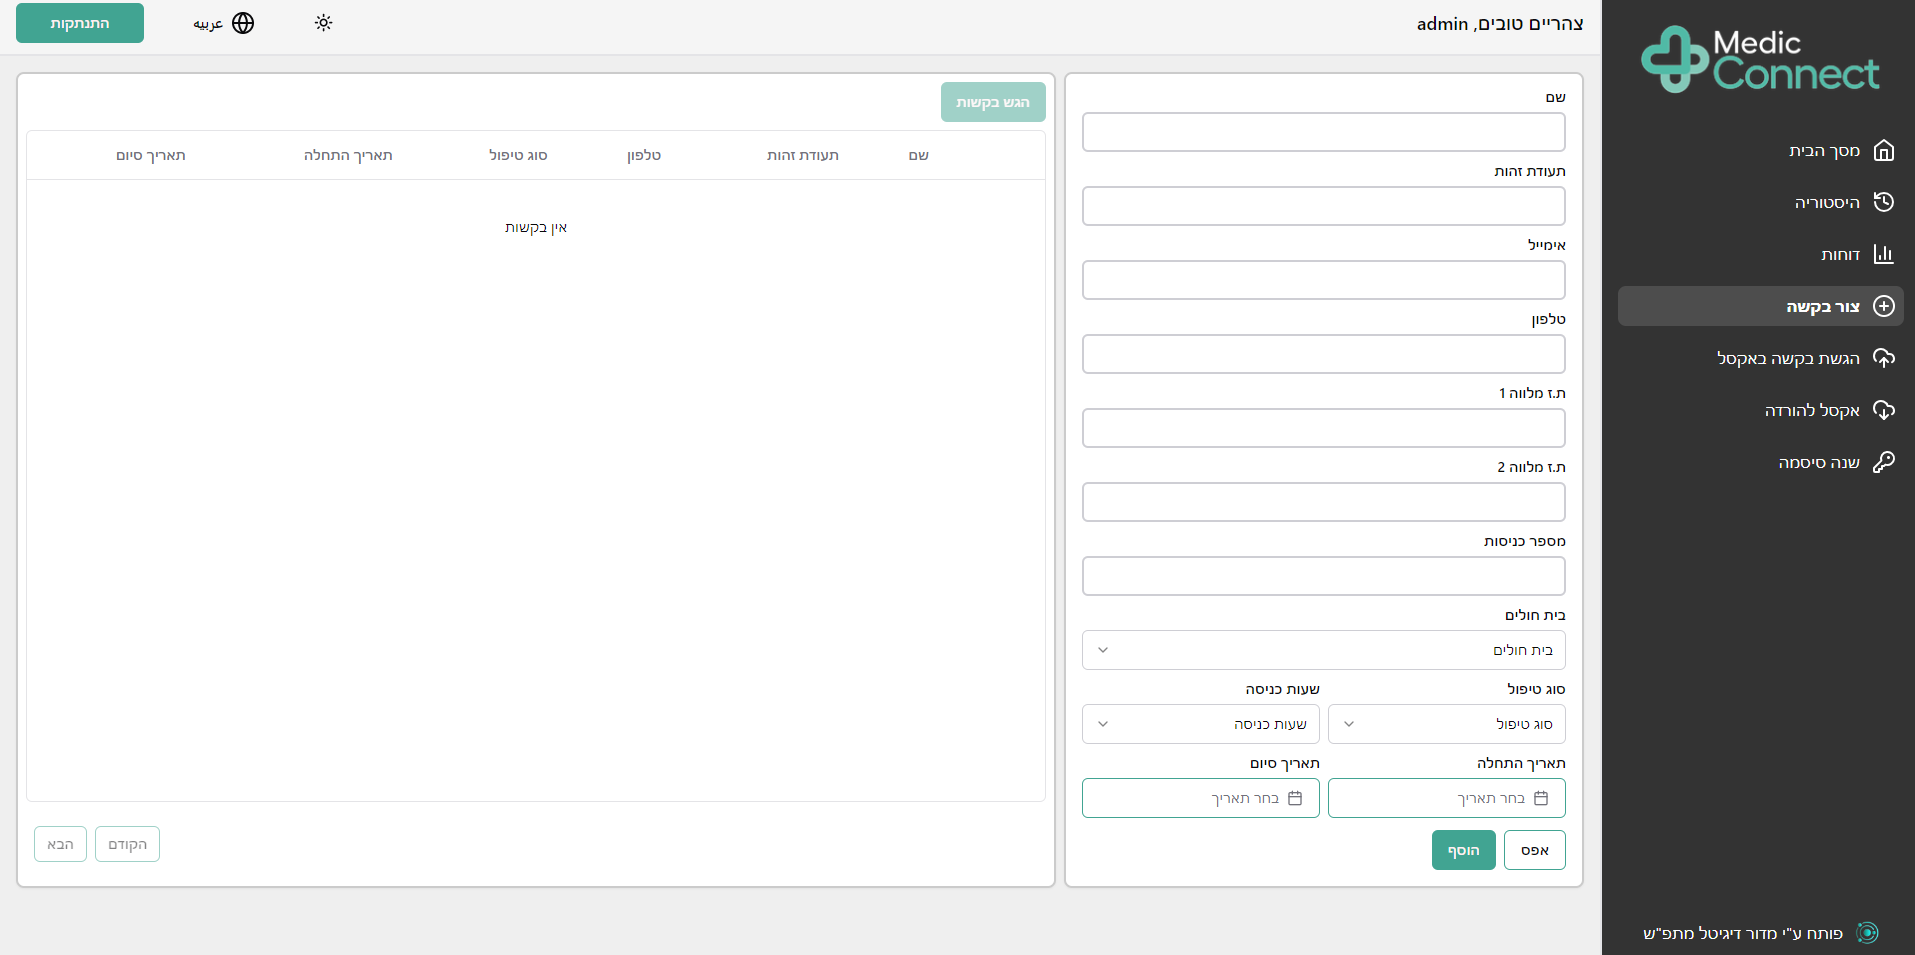 Medic
Connect
מסך הבית
היסטוריה
דוחות
צור בקשה
הגשת בקשה באקסל
אקסל להורדה
שנה סיסמה
פותח ע"י מדור דיגיטל מתפ"ש
צהריים טובים, admin
عربيه
התנתקות
שם
תעודת זהות
אימייל
טלפון
ת.ז מלווה 1
ת.ז מלווה 2
מספר כניסות
בית חולים
בית חולים
סוג טיפול שעות כניסה
סוג טיפול שעות כניסה
תאריך התחלה תאריך סיום
בחר תאריך בחר תאריך
אפס הוסף
הגש בקשות
שם תעודת זהות טלפון סוג טיפול תאריך התחלה תאריך סיום
אין בקשות
הקודם הבא